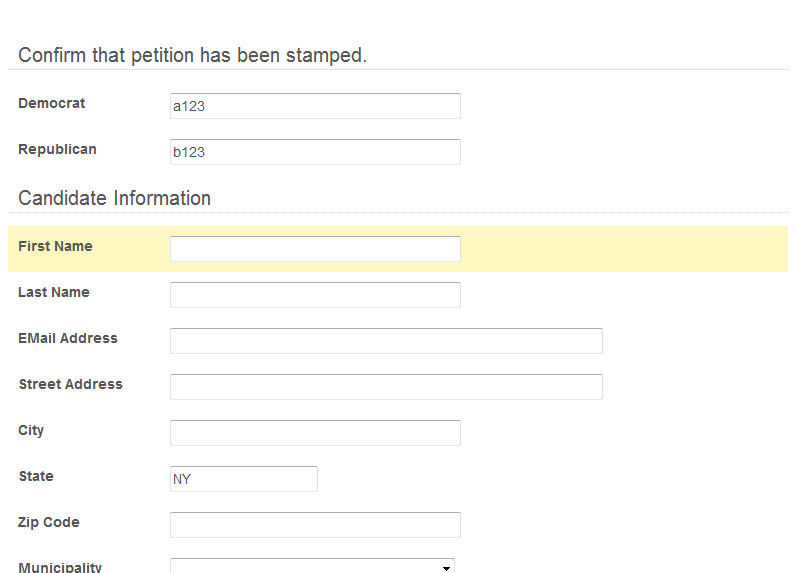 Confirm that petition has been stamped.
Democrat a123
Republican b123
Candidate Information
First Name
Last Name
EMail Address
Street Address
City
State NY
Zip Code
Municipality